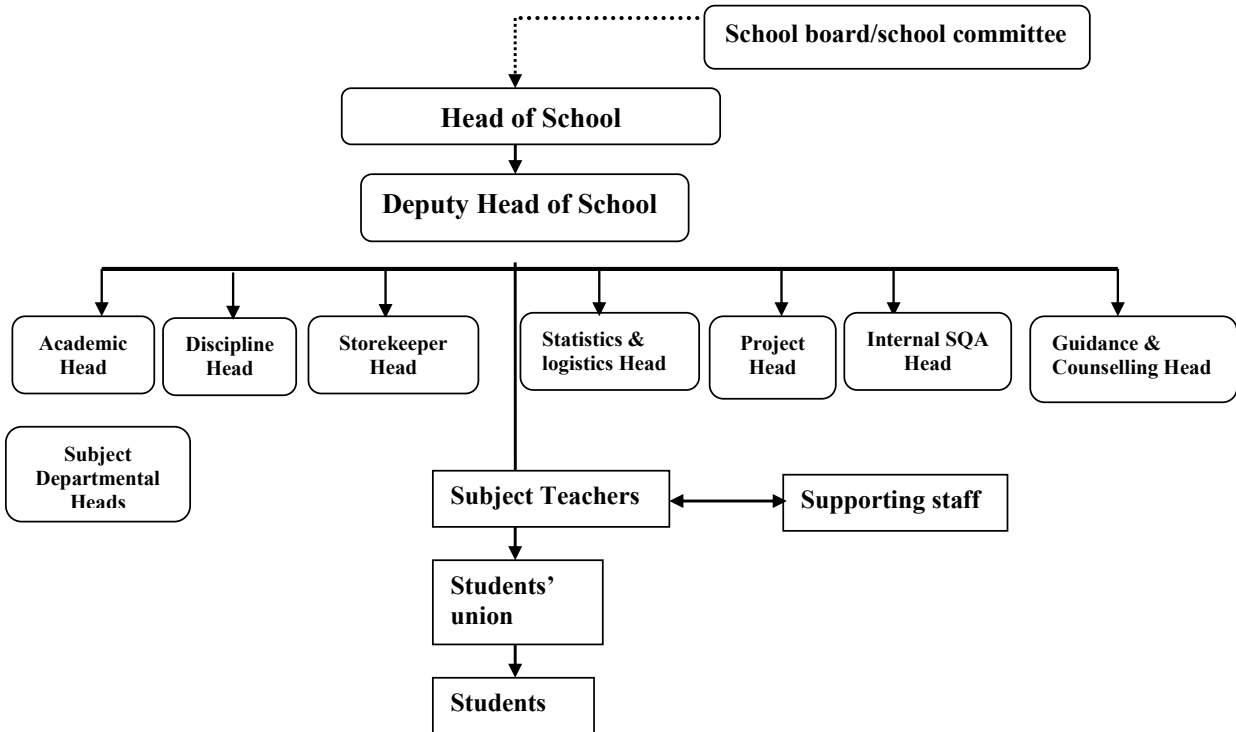 School board/school committee
Head of School
Deputy Head of School
Academic
Head
Discipline
Head
Storekeeper
Head
Statistics &
logistics Head
Project
Head
Internal SQA
Head
Guidance &
Counselling Head
Subject
Departmental
Heads
Subject Teachers
Supporting staff
Students’
union
Students